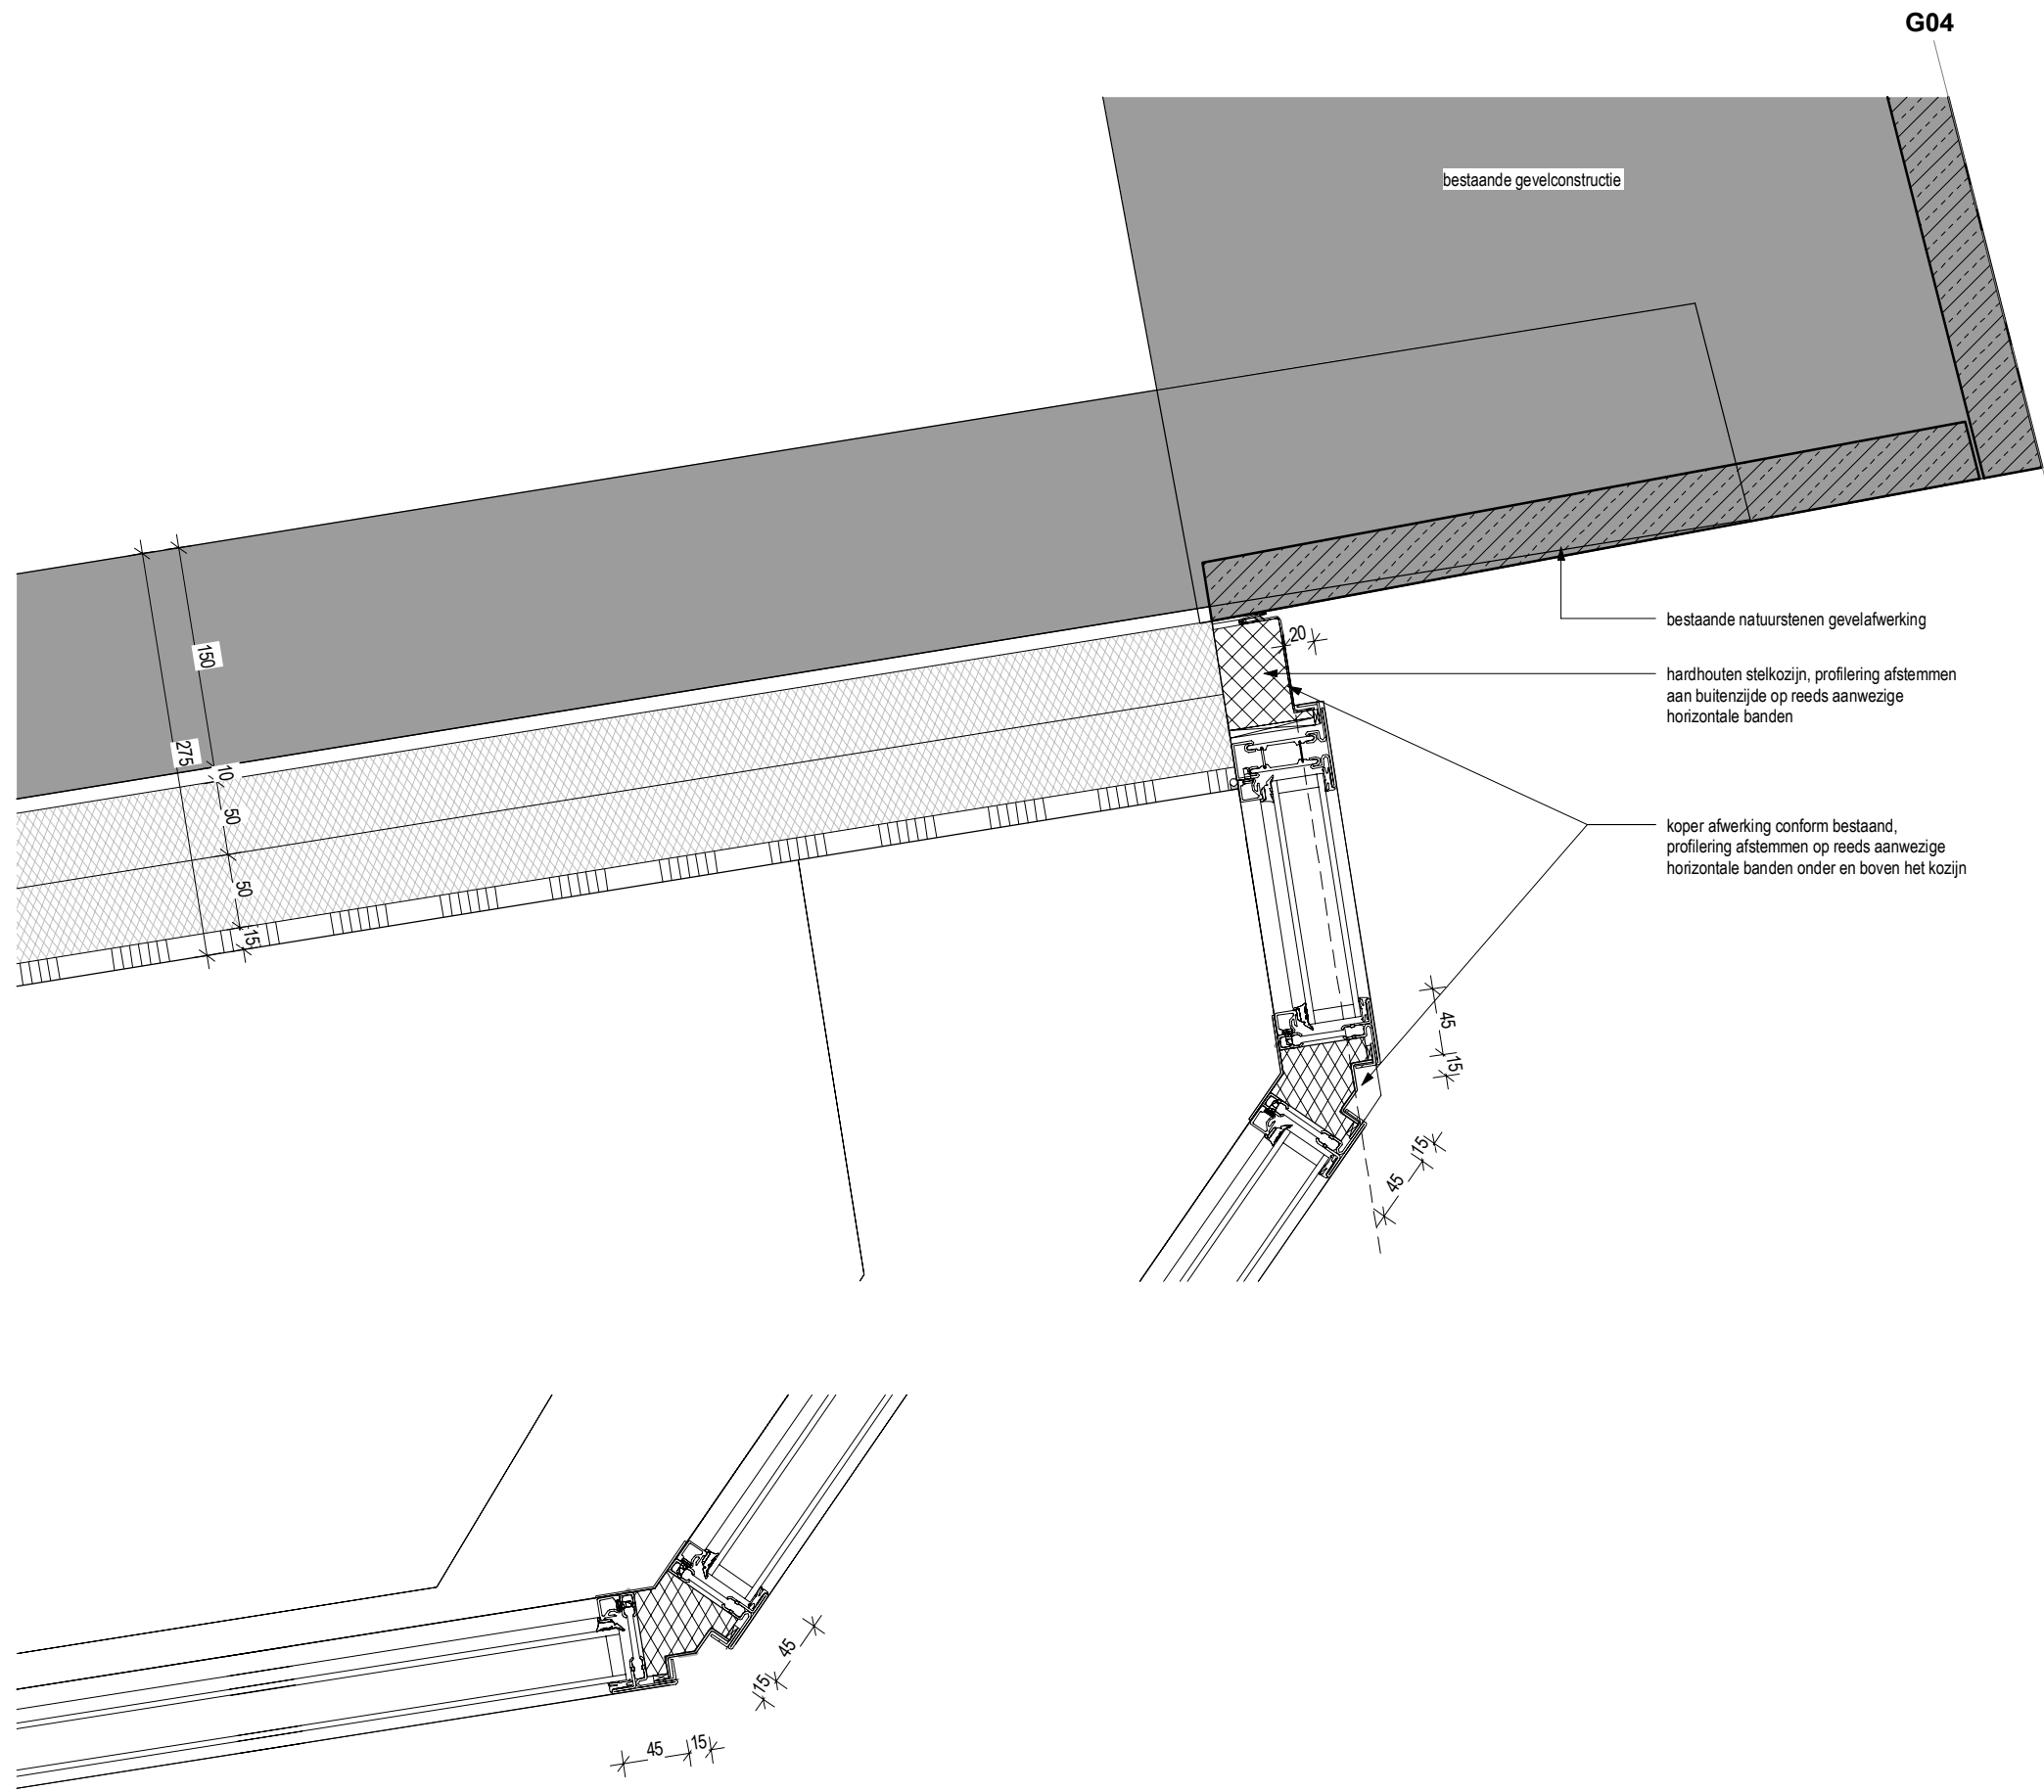 G04
bestaande gevelconstructie
bestaande natuurstenen gevelafwerking
20
hardhouten stelkozijn, profilering afstemmen
aan buitenzijde op reeds aanwezige
horizontale banden
150
275
10
50
50
15
koper afwerking conform bestaand,
profilering afstemmen op reeds aanwezige
horizontale banden onder en boven het kozijn
45
15
15
45
45
15
45
15